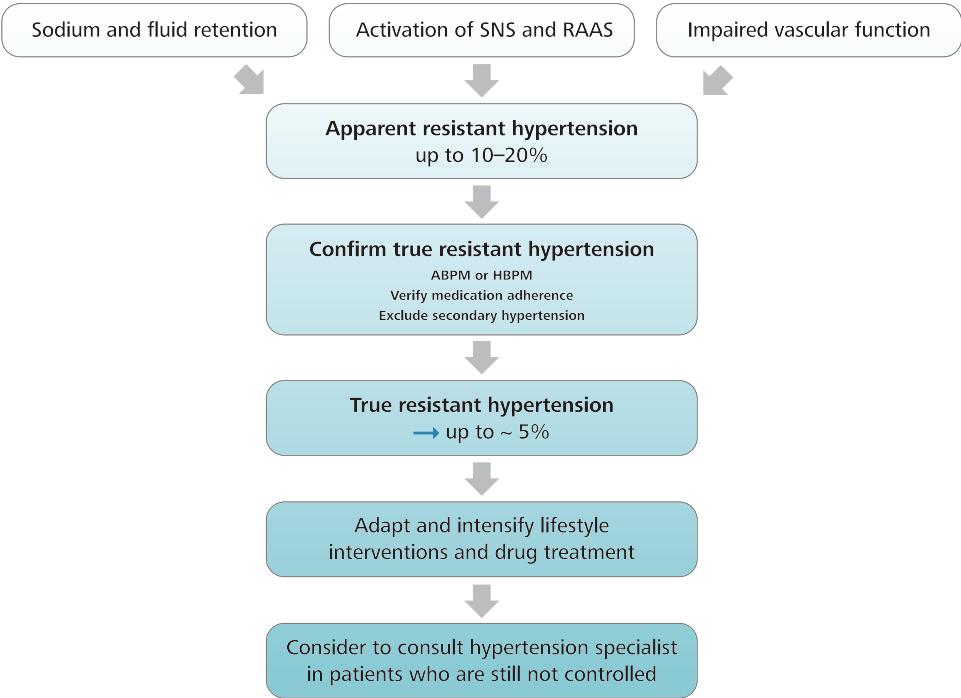 Sodium and fluid retention
Activation of SNS and RAAS
Impaired vascular function
Apparent resistant hypertension
up to 10–20%
Confirm true resistant hypertension
ABPM or HBPM
Verify medication adherence
Exclude secondary hypertension
True resistant hypertension
→ up to ~ 5%
Adapt and intensify lifestyle
interventions and drug treatment
Consider to consult hypertension specialist
in patients who are still not controlled